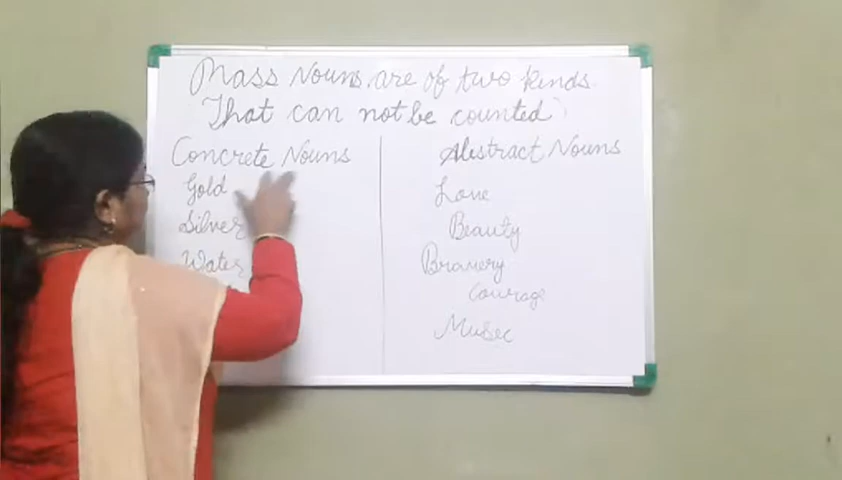 Mass Nouns are of two kinds.
That can not be counted
Concrete Nouns
Gold
Silver
Water
Abstract Nouns
Love
Beauty
Bravery
Courage
Music